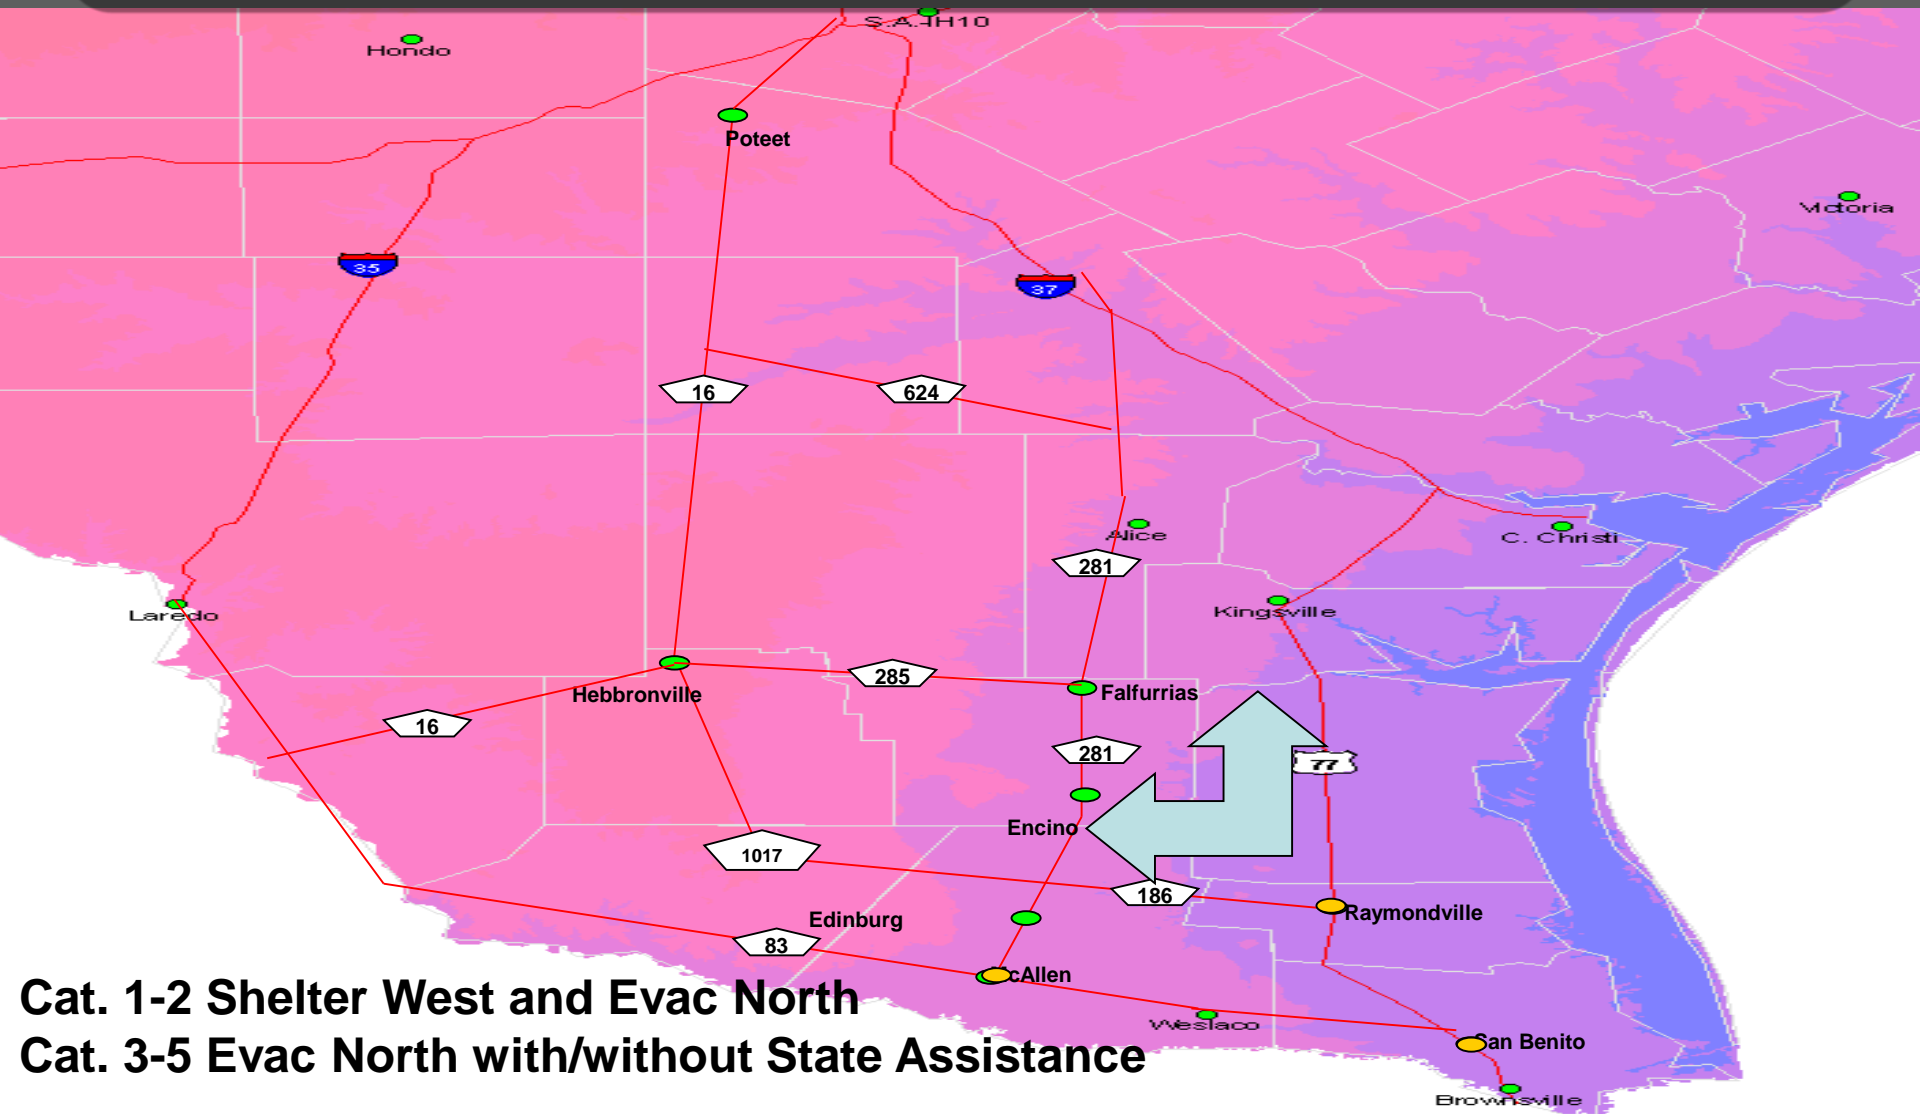 S.A.-IH10
Hondo
Poteet
Victoria
35
37
16
624
Alice
C. Christi
281
Laredo
Kingsville
285
Hebbronville
Falfurrias
16
281
77
Encino
1017
186
Edinburg
Raymondville
83
cAllen
Weslaco
San Benito
Brownsville
Cat. 1-2 Shelter West and Evac North
Cat. 3-5 Evac North with/without State Assistance